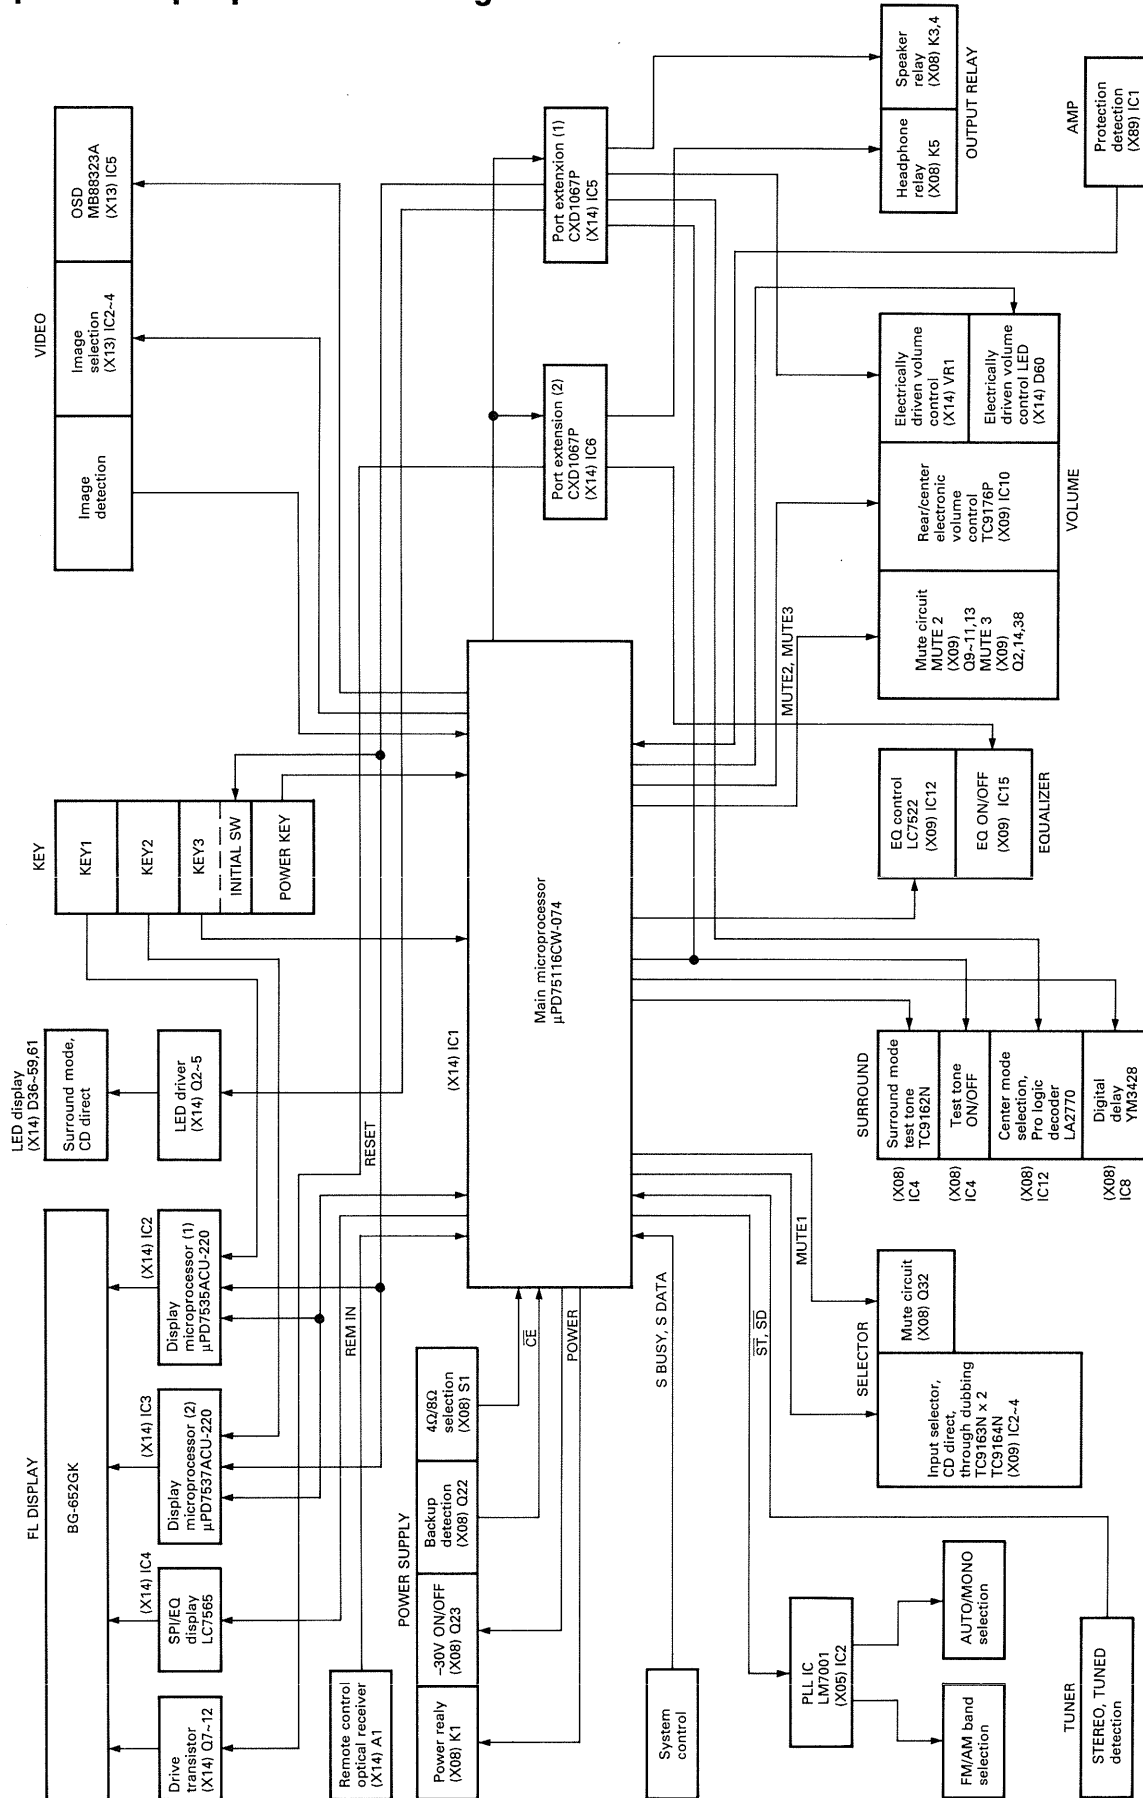 FL DISPLAY
BG-652GK
Drive
transistor
(X14) Q7~12
(X14) IC4
SPI/EQ
display
LC7565
(X14) IC3
Display
microprocessor (2)
μPD7537ACU-220
(X14) IC2
Display
microprocessor (1)
μPD7535ACU-220
LED display
(X14) D36~59,61
Surround mode,
CD direct
LED driver
(X14) Q2~5
KEY
KEY1
KEY2
KEY3
INITIAL SW
POWER KEY
VIDEO
Image
detection
Image
selection
(X13) IC2~4
OSD
MB88323A
(X13) IC5
Remote control
optical receiver
(X14) A1
REM IN
RESET
POWER SUPPLY
Power realy
(X08) K1
–30V ON/OFF
(X08) Q23
Backup
detection
(X08) Q22
4Ω/8Ω
selection
(X08) S1
CE
POWER
(X14) IC1
Main microprocessor
μPD75116CW-074
Port extension (2)
CXD1067P
(X14) IC6
Port extenxion (1)
CXD1067P
(X14) IC5
System
control
S BUSY, S DATA
ST, SD
MUTE1
MUTE2, MUTE3
PLL IC
LM7001
(X05) IC2
FM/AM band
selection
AUTO/MONO
selection
TUNER
STEREO, TUNED
detection
SELECTOR
Input selector,
CD direct,
through dubbing
TC9163N x 2
TC9164N
(X09) IC2~4
Mute circuit
(X08) Q32
SURROUND
(X08)
IC4
Surround mode
test tone
TC9162N
(X08)
IC4
Test tone
ON/OFF
(X08)
IC12
Center mode
selection,
Pro logic
decoder
LA2770
(X08)
IC8
Digital
delay
YM3428
EQ control
LC7522
(X09) IC12
EQ ON/OFF
(X09) IC15
EQUALIZER
Mute circuit
MUTE 2
(X09)
Q9~11,13
MUTE 3
(X09)
Q2,14,38
Rear/center
electronic
volume
control
TC9176P
(X09) IC10
Electrically
driven volume
control
(X14) VR1
Electrically
driven volume
control LED
(X14) D60
VOLUME
Headphone
relay
(X08) K5
Speaker
relay
(X08) K3,4
OUTPUT RELAY
AMP
Protection
detection
(X89) IC1